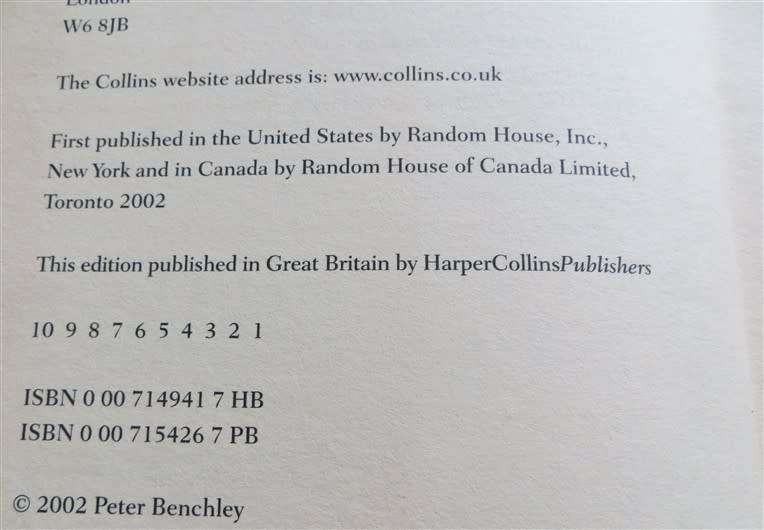 London
W6 8JB
The Collins website address is: www.collins.co.uk
First published in the United States by Random House, Inc.,
New York and in Canada by Random House of Canada Limited,
Toronto 2002
This edition published in Great Britain by HarperCollinsPublishers
10 9 8 7 6 5 4 3 2 1
ISBN 0 00 714941 7 HB
ISBN 0 00 715426 7 PB
© 2002 Peter Benchley